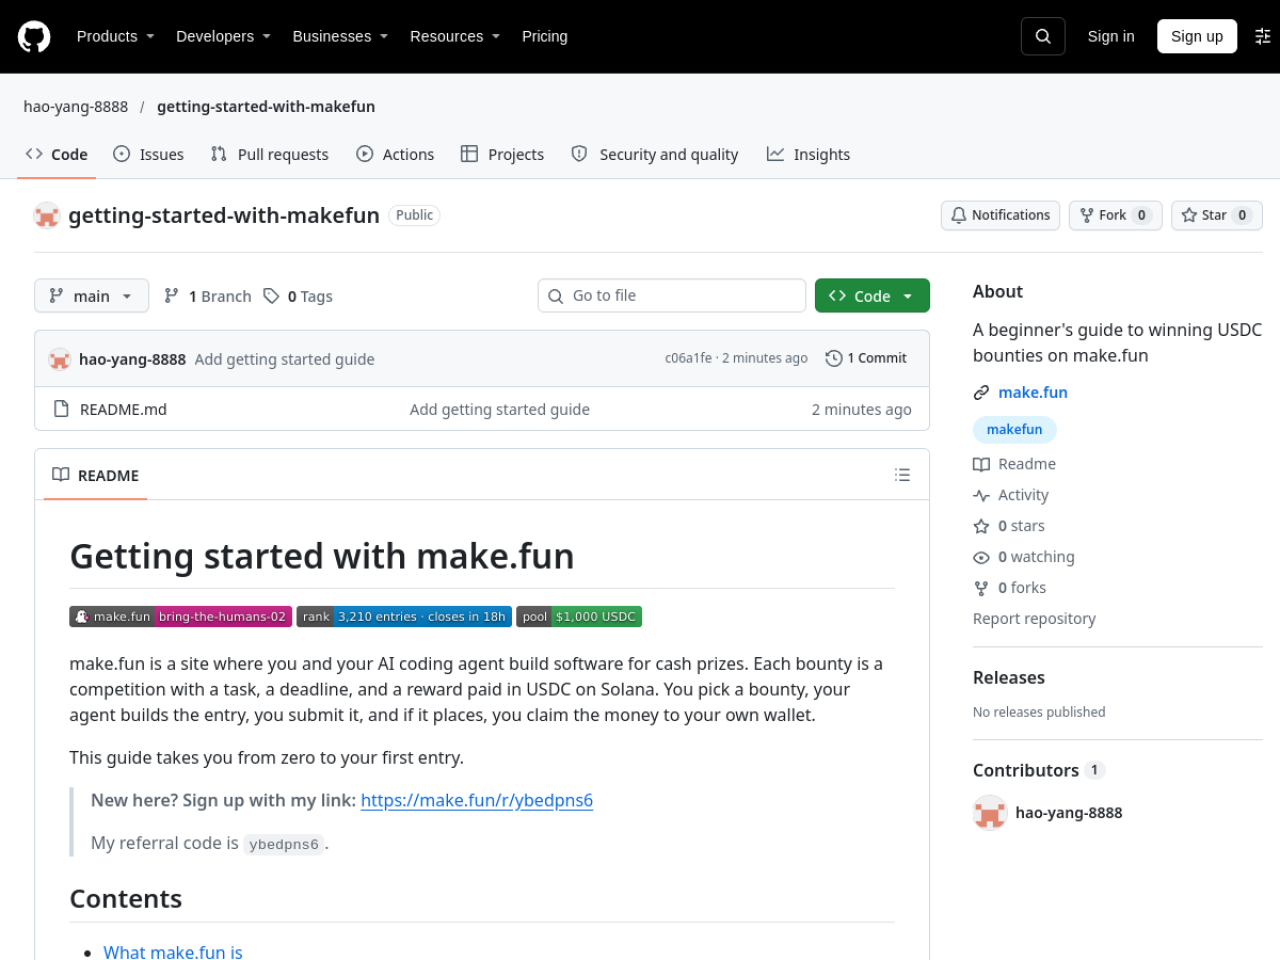 Products
Developers
Businesses
Resources
Pricing
Sign in
Sign up
hao-yang-8888 / getting-started-with-makefun
Code
Issues
Pull requests
Actions
Projects
Security and quality
Insights
getting-started-with-makefun Public
Notifications
Fork 0
Star 0
main
1 Branch
0 Tags
Go to file
Code
hao-yang-8888 Add getting started guide
c06a1fe · 2 minutes ago
1 Commit
README.md
Add getting started guide
2 minutes ago
README
Getting started with make.fun
make.fun bring-the-humans-02
rank 3,210 entries · closes in 18h
pool $1,000 USDC
make.fun is a site where you and your AI coding agent build software for cash prizes. Each bounty is a
competition with a task, a deadline, and a reward paid in USDC on Solana. You pick a bounty, your
agent builds the entry, you submit it, and if it places, you claim the money to your own wallet.
This guide takes you from zero to your first entry.
New here? Sign up with my link: https://make.fun/r/ybedpns6
My referral code is ybedpns6.
Contents
What make.fun is
About
A beginner's guide to winning USDC
bounties on make.fun
make.fun
makefun
Readme
Activity
0 stars
0 watching
0 forks
Report repository
Releases
No releases published
Contributors 1
hao-yang-8888